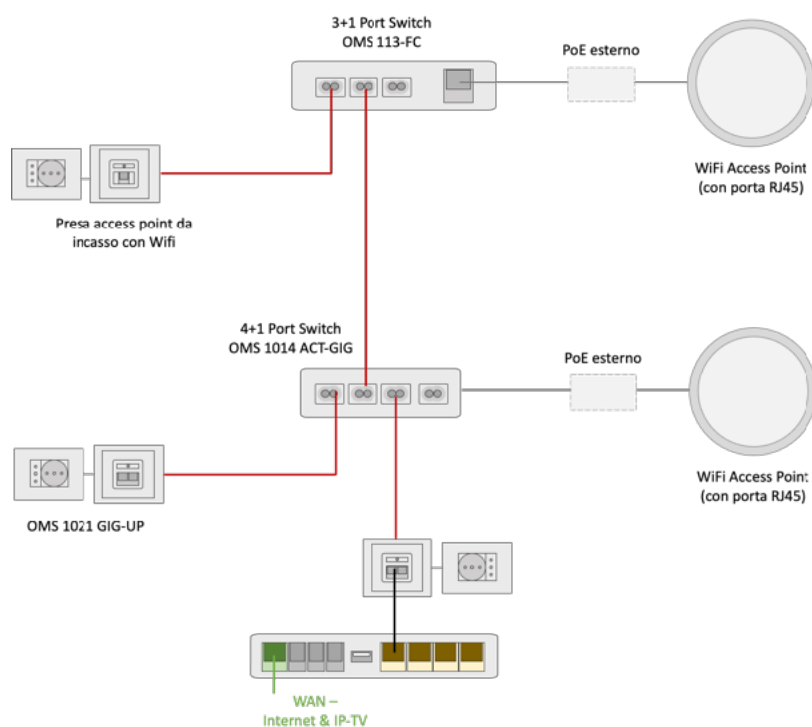 3+1 Port Switch
OMS 113-FC
PoE esterno
WiFi Access Point
(con porta RJ45)
Presa access point da
incasso con Wifi
4+1 Port Switch
OMS 1014 ACT-GIG
PoE esterno
WiFi Access Point
(con porta RJ45)
OMS 1021 GIG-UP
WAN –
Internet & IP-TV